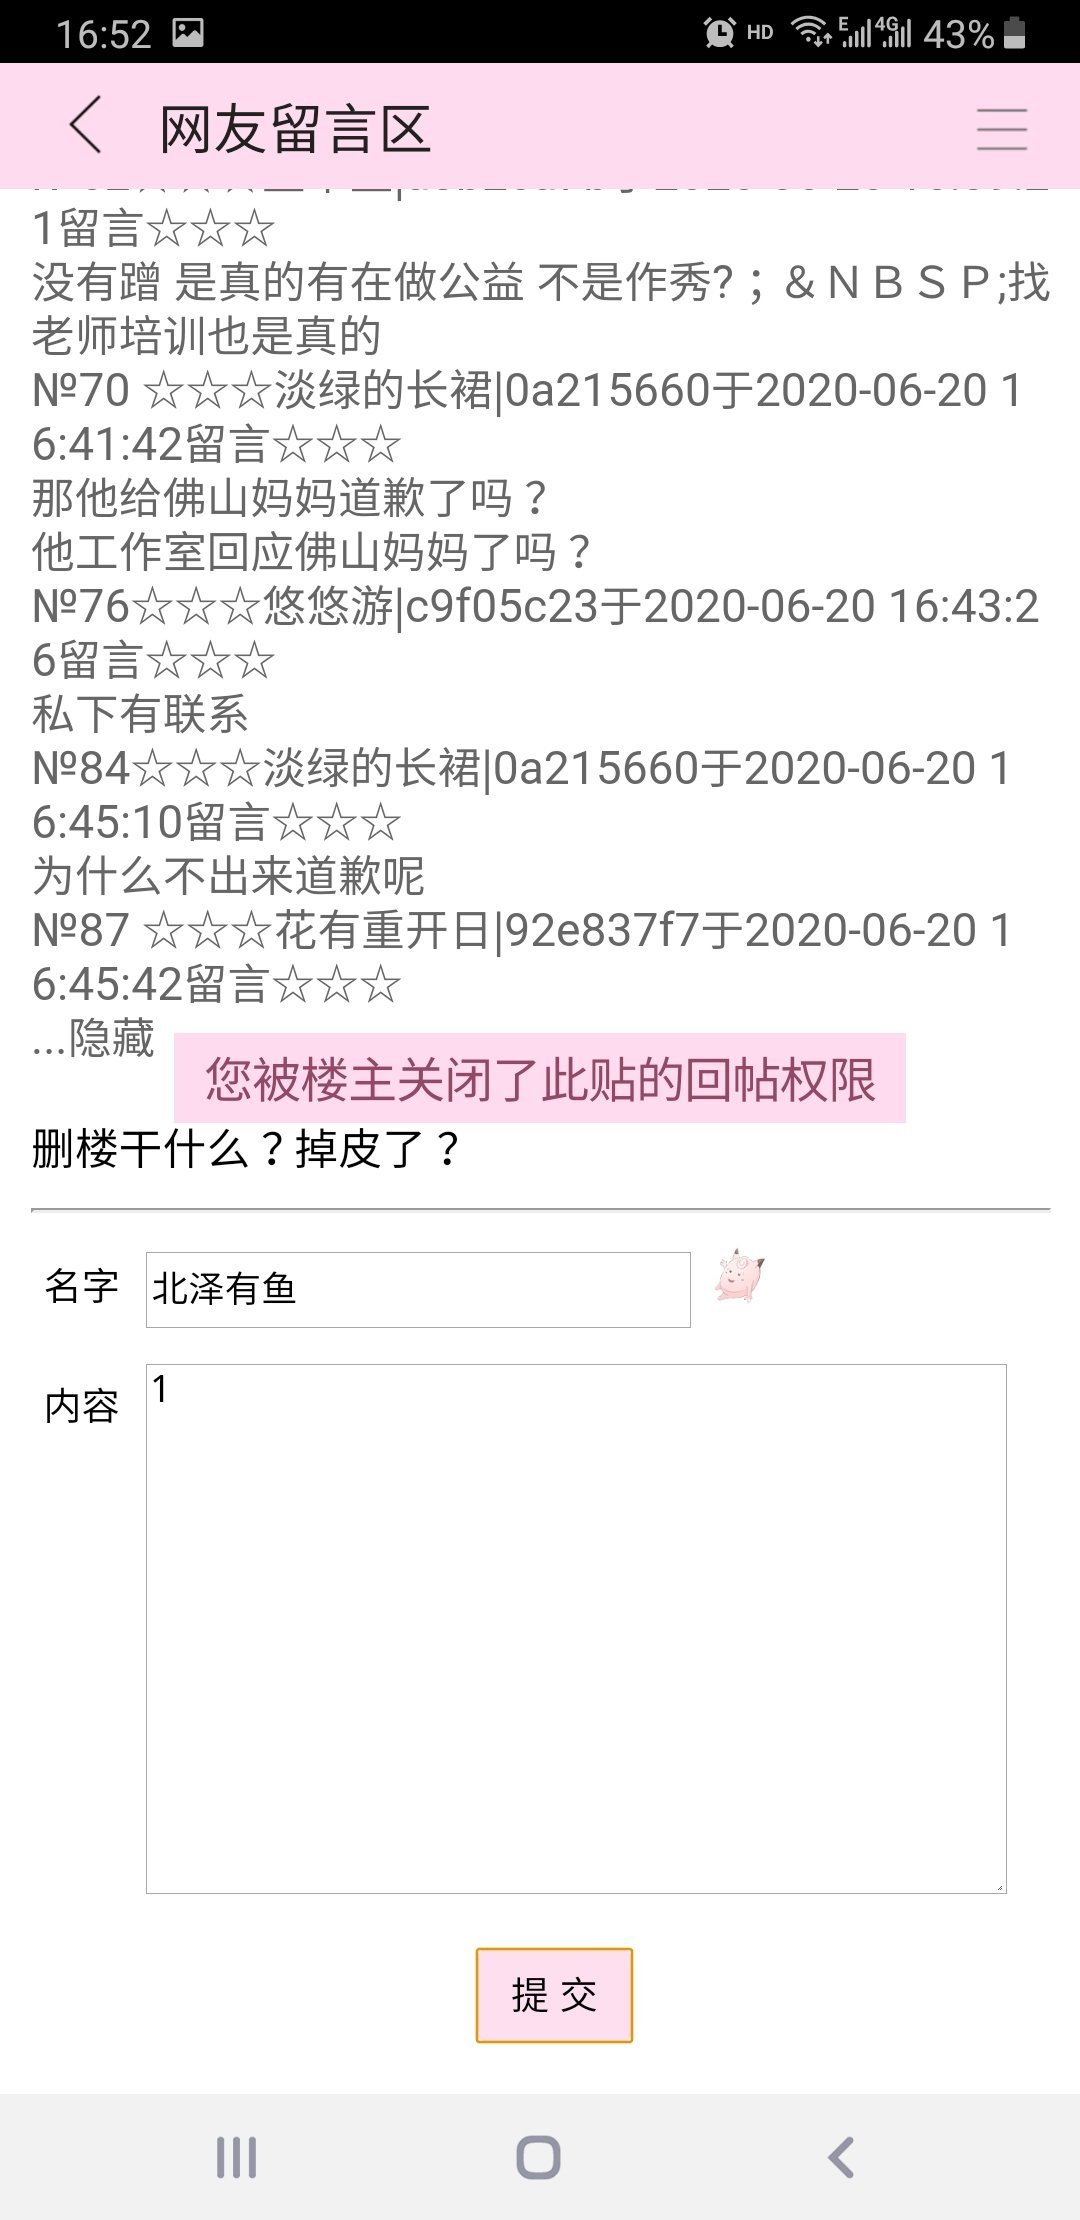 16:52
HD
E
4G
43%
网友留言区
1留言☆☆☆
没有蹭 是真的有在做公益 不是作秀?；＆ＮＢＳＰ;找
老师培训也是真的
№70 ☆☆☆淡绿的长裙|0a215660于2020-06-20 1
6:41:42留言☆☆☆
那他给佛山妈妈道歉了吗？
他工作室回应佛山妈妈了吗？
№76☆☆☆悠悠游|c9f05c23于2020-06-20 16:43:2
6留言☆☆☆
私下有联系
№84☆☆☆淡绿的长裙|0a215660于2020-06-20 1
6:45:10留言☆☆☆
为什么不出来道歉呢
№87 ☆☆☆花有重开日|92e837f7于2020-06-20 1
6:45:42留言☆☆☆
...隐藏
您被楼主关闭了此贴的回帖权限
删楼干什么？掉皮了？
名字
北泽有鱼
内容
1
提 交